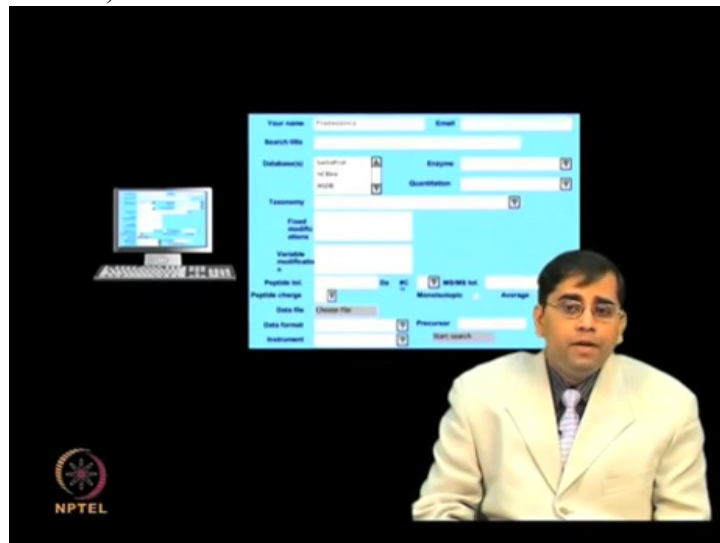 Your name Proteomics Email
Search title
Database(s) SwissProt Enzyme
NCBInr
MSDB Quantitation
Taxonomy
Fixed
modific
ations
Variable
modificatio
n
Peptide tol. Da #C MS/MS tol.
Peptide charge Monoisotopic Average
Data file Choose file
Data format Precursor
Instrument Start search
NPTEL